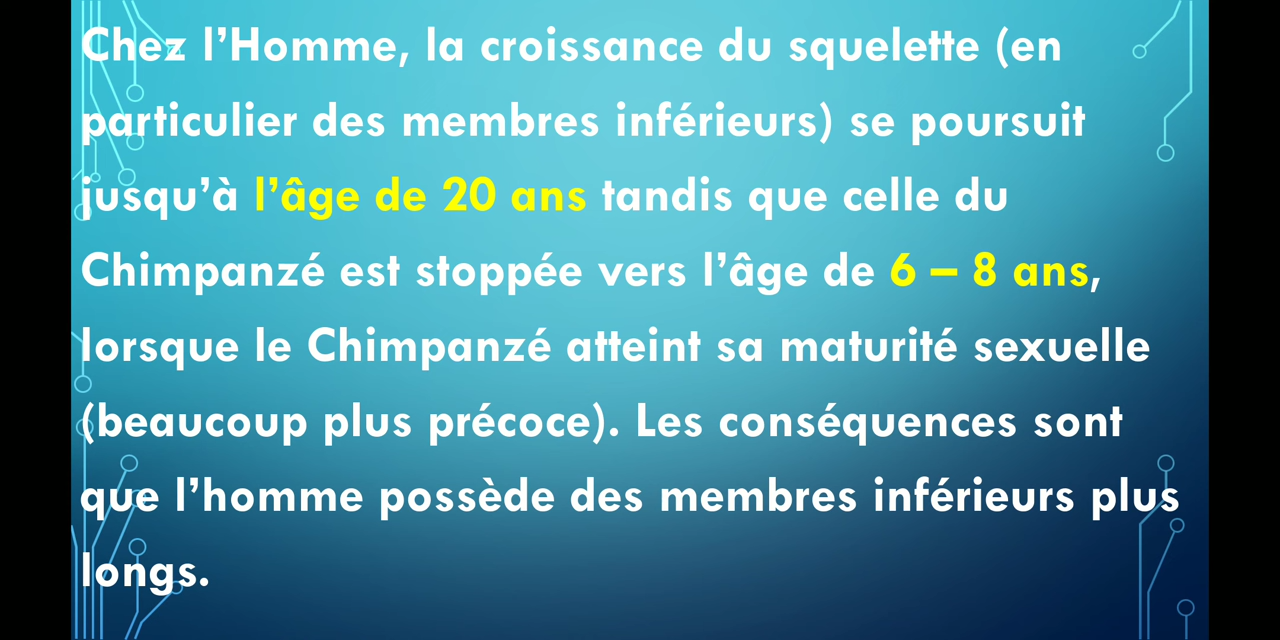 Chez l’Homme, la croissance du squelette (en
particulier des membres inférieurs) se poursuit
jusqu’à l’âge de 20 ans tandis que celle du
Chimpanzé est stoppée vers l’âge de 6 – 8 ans,
lorsque le Chimpanzé atteint sa maturité sexuelle
(beaucoup plus précoce). Les conséquences sont
que l’homme possède des membres inférieurs plus
longs.